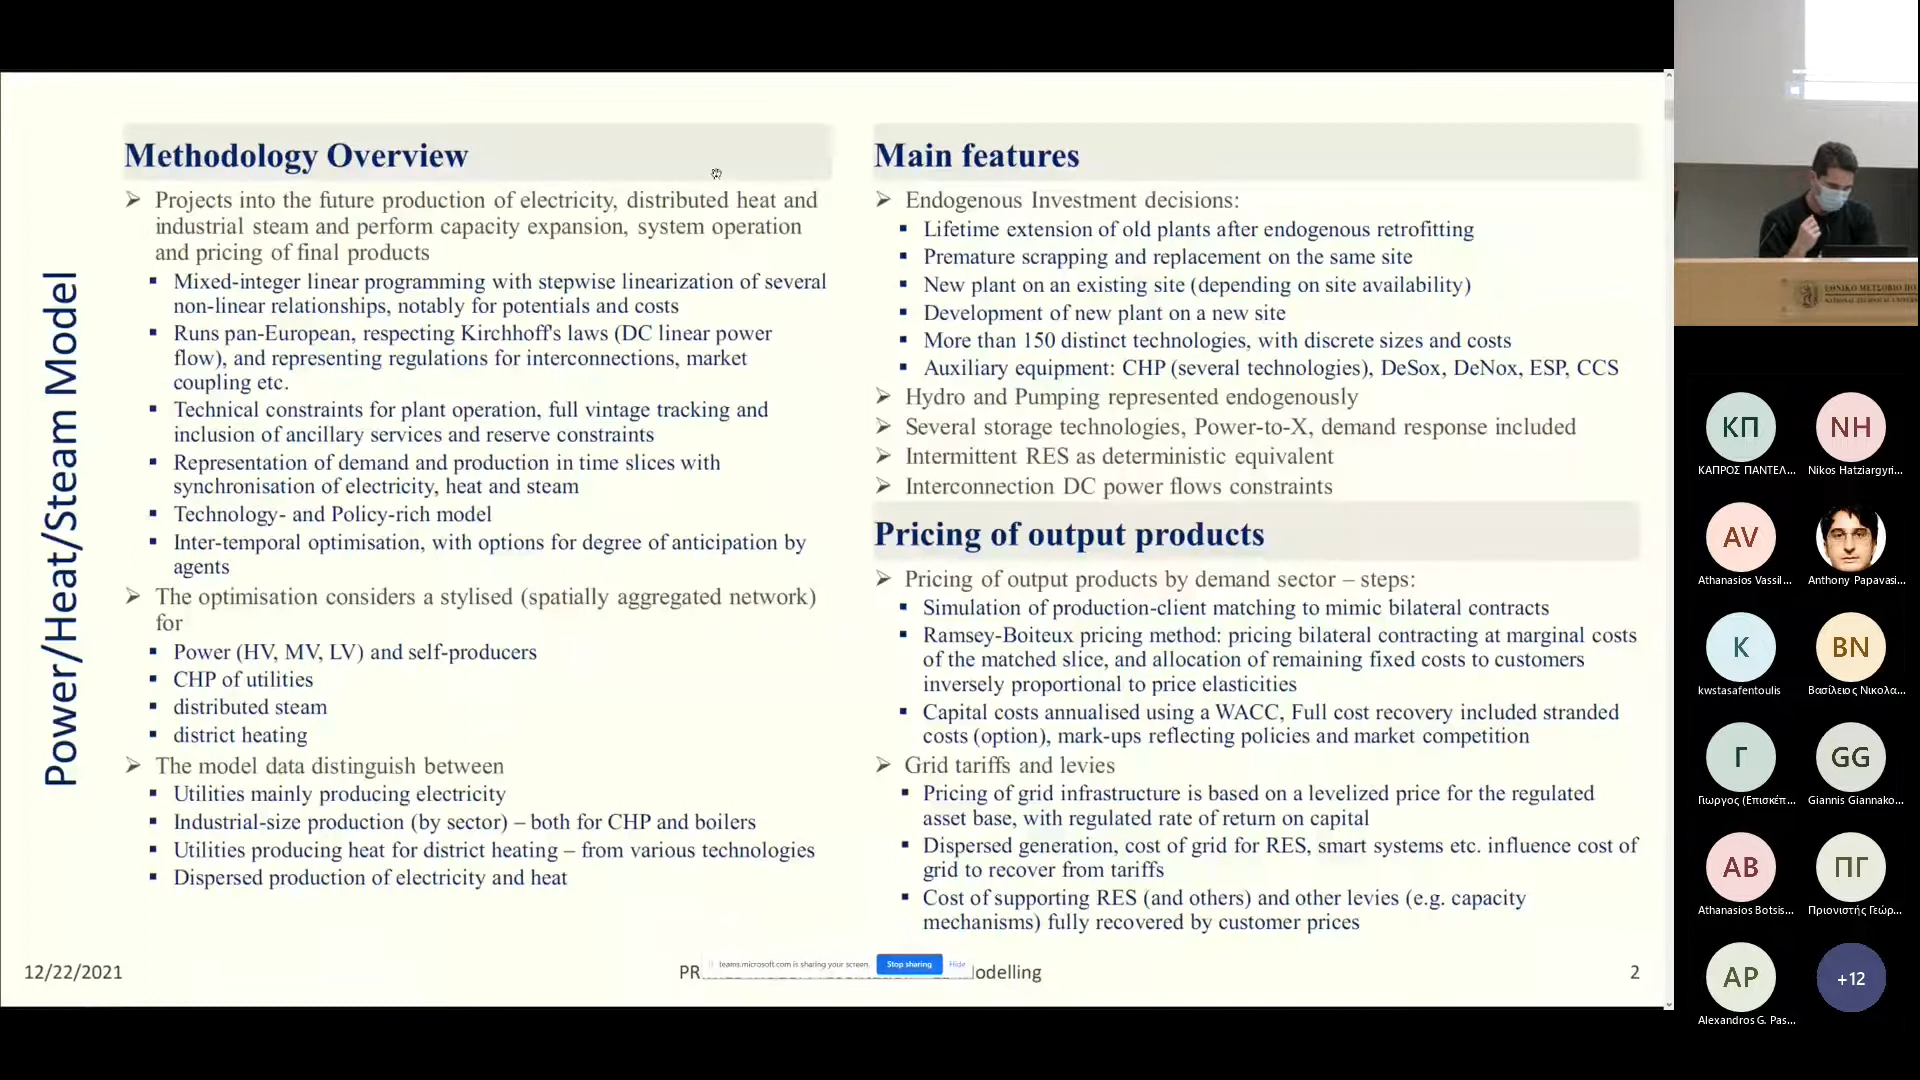 Power/Heat/Steam Model
Methodology Overview
Projects into the future production of electricity, distributed heat and
industrial steam and perform capacity expansion, system operation
and pricing of final products
Mixed-integer linear programming with stepwise linearization of several
non-linear relationships, notably for potentials and costs
Runs pan-European, respecting Kirchhoff's laws (DC linear power
flow), and representing regulations for interconnections, market
coupling etc.
Technical constraints for plant operation, full vintage tracking and
inclusion of ancillary services and reserve constraints
Representation of demand and production in time slices with
synchronisation of electricity, heat and steam
Technology- and Policy-rich model
Inter-temporal optimisation, with options for degree of anticipation by
agents
The optimisation considers a stylised (spatially aggregated network)
for
Power (HV, MV, LV) and self-producers
CHP of utilities
distributed steam
district heating
The model data distinguish between
Utilities mainly producing electricity
Industrial-size production (by sector) – both for CHP and boilers
Utilities producing heat for district heating – from various technologies
Dispersed production of electricity and heat
Main features
Endogenous Investment decisions:
Lifetime extension of old plants after endogenous retrofitting
Premature scrapping and replacement on the same site
New plant on an existing site (depending on site availability)
Development of new plant on a new site
More than 150 distinct technologies, with discrete sizes and costs
Auxiliary equipment: CHP (several technologies), DeSox, DeNox, ESP, CCS
Hydro and Pumping represented endogenously
Several storage technologies, Power-to-X, demand response included
Intermittent RES as deterministic equivalent
Interconnection DC power flows constraints
Pricing of output products
Pricing of output products by demand sector – steps:
Simulation of production-client matching to mimic bilateral contracts
Ramsey-Boiteux pricing method: pricing bilateral contracting at marginal costs
of the matched slice, and allocation of remaining fixed costs to customers
inversely proportional to price elasticities
Capital costs annualised using a WACC, Full cost recovery included stranded
costs (option), mark-ups reflecting policies and market competition
Grid tariffs and levies
Pricing of grid infrastructure is based on a levelized price for the regulated
asset base, with regulated rate of return on capital
Dispersed generation, cost of grid for RES, smart systems etc. influence cost of
grid to recover from tariffs
Cost of supporting RES (and others) and other levies (e.g. capacity
mechanisms) fully recovered by customer prices
12/22/2021
PR
teams.microsoft.com is sharing your screen.
Stop sharing
Hide
odelling
2
ΕΘΝΙΚΟ ΜΕΤΣΟΒΙΟ ΠΟ
ΚΠ
ΚΑΠΡΟΣ ΠΑΝΤΕΛ...
NH
Nikos Hatziargyri...
AV
Athanasios Vassil...
Anthony Papavasi...
K
kwstasafentoulis
ΒΝ
Βασίλειος Νικολα...
Γ
Γιωργος (Επισκέπ...
GG
Giannis Giannako...
AB
Athanasios Botsis...
ΠΓ
Πριονιστής Γεώρ...
AP
Alexandros G. Pas...
+12